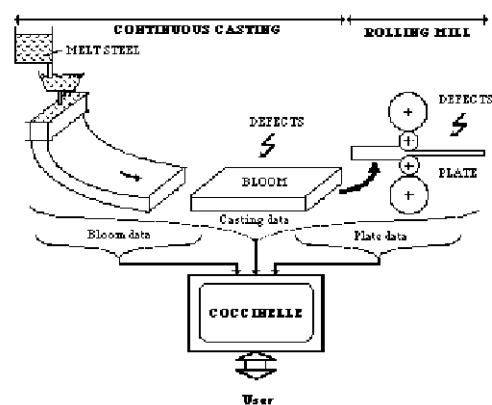 CONTINUOUS CASTING
ROLLING MILL
MELT STEEL
DEFECTS
DEFECTS
BLOOM
PLATE
Casting data
Bloom data
Plate data
COCCINELLE
User